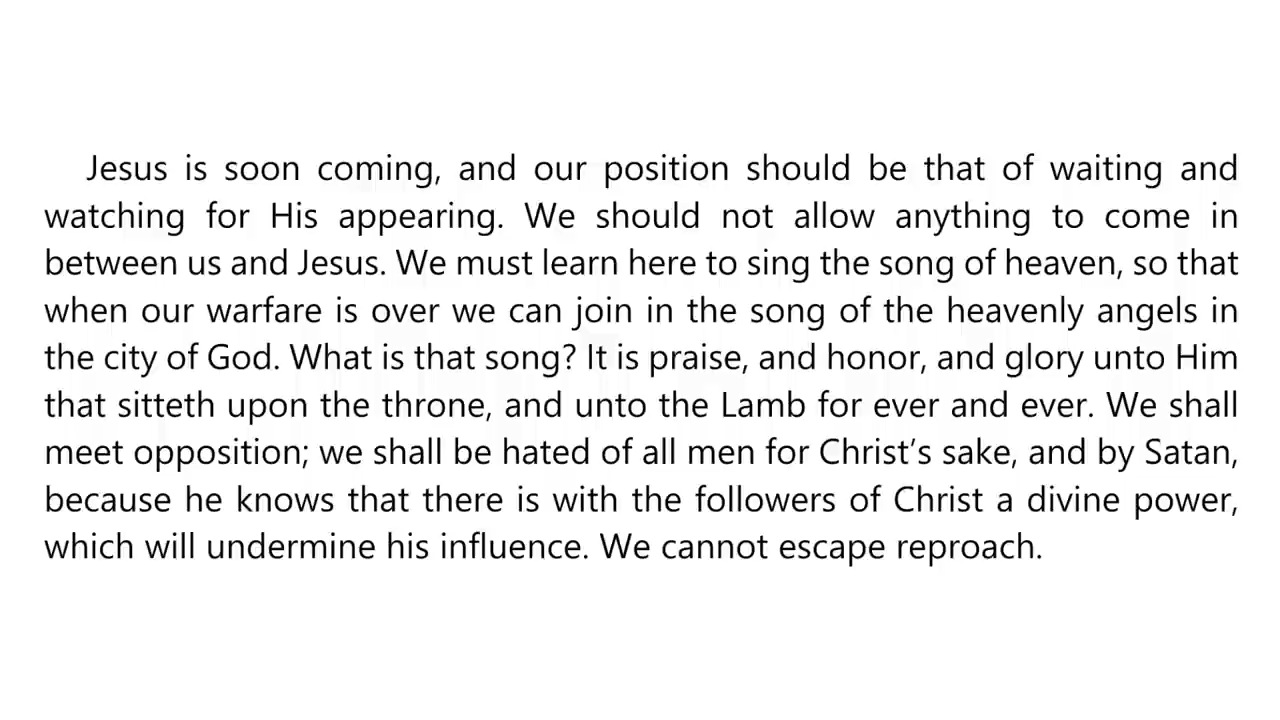 Jesus is soon coming, and our position should be that of waiting and
watching for His appearing. We should not allow anything to come in
between us and Jesus. We must learn here to sing the song of heaven, so that
when our warfare is over we can join in the song of the heavenly angels in
the city of God. What is that song? It is praise, and honor, and glory unto Him
that sitteth upon the throne, and unto the Lamb for ever and ever. We shall
meet opposition; we shall be hated of all men for Christ’s sake, and by Satan,
because he knows that there is with the followers of Christ a divine power,
which will undermine his influence. We cannot escape reproach.